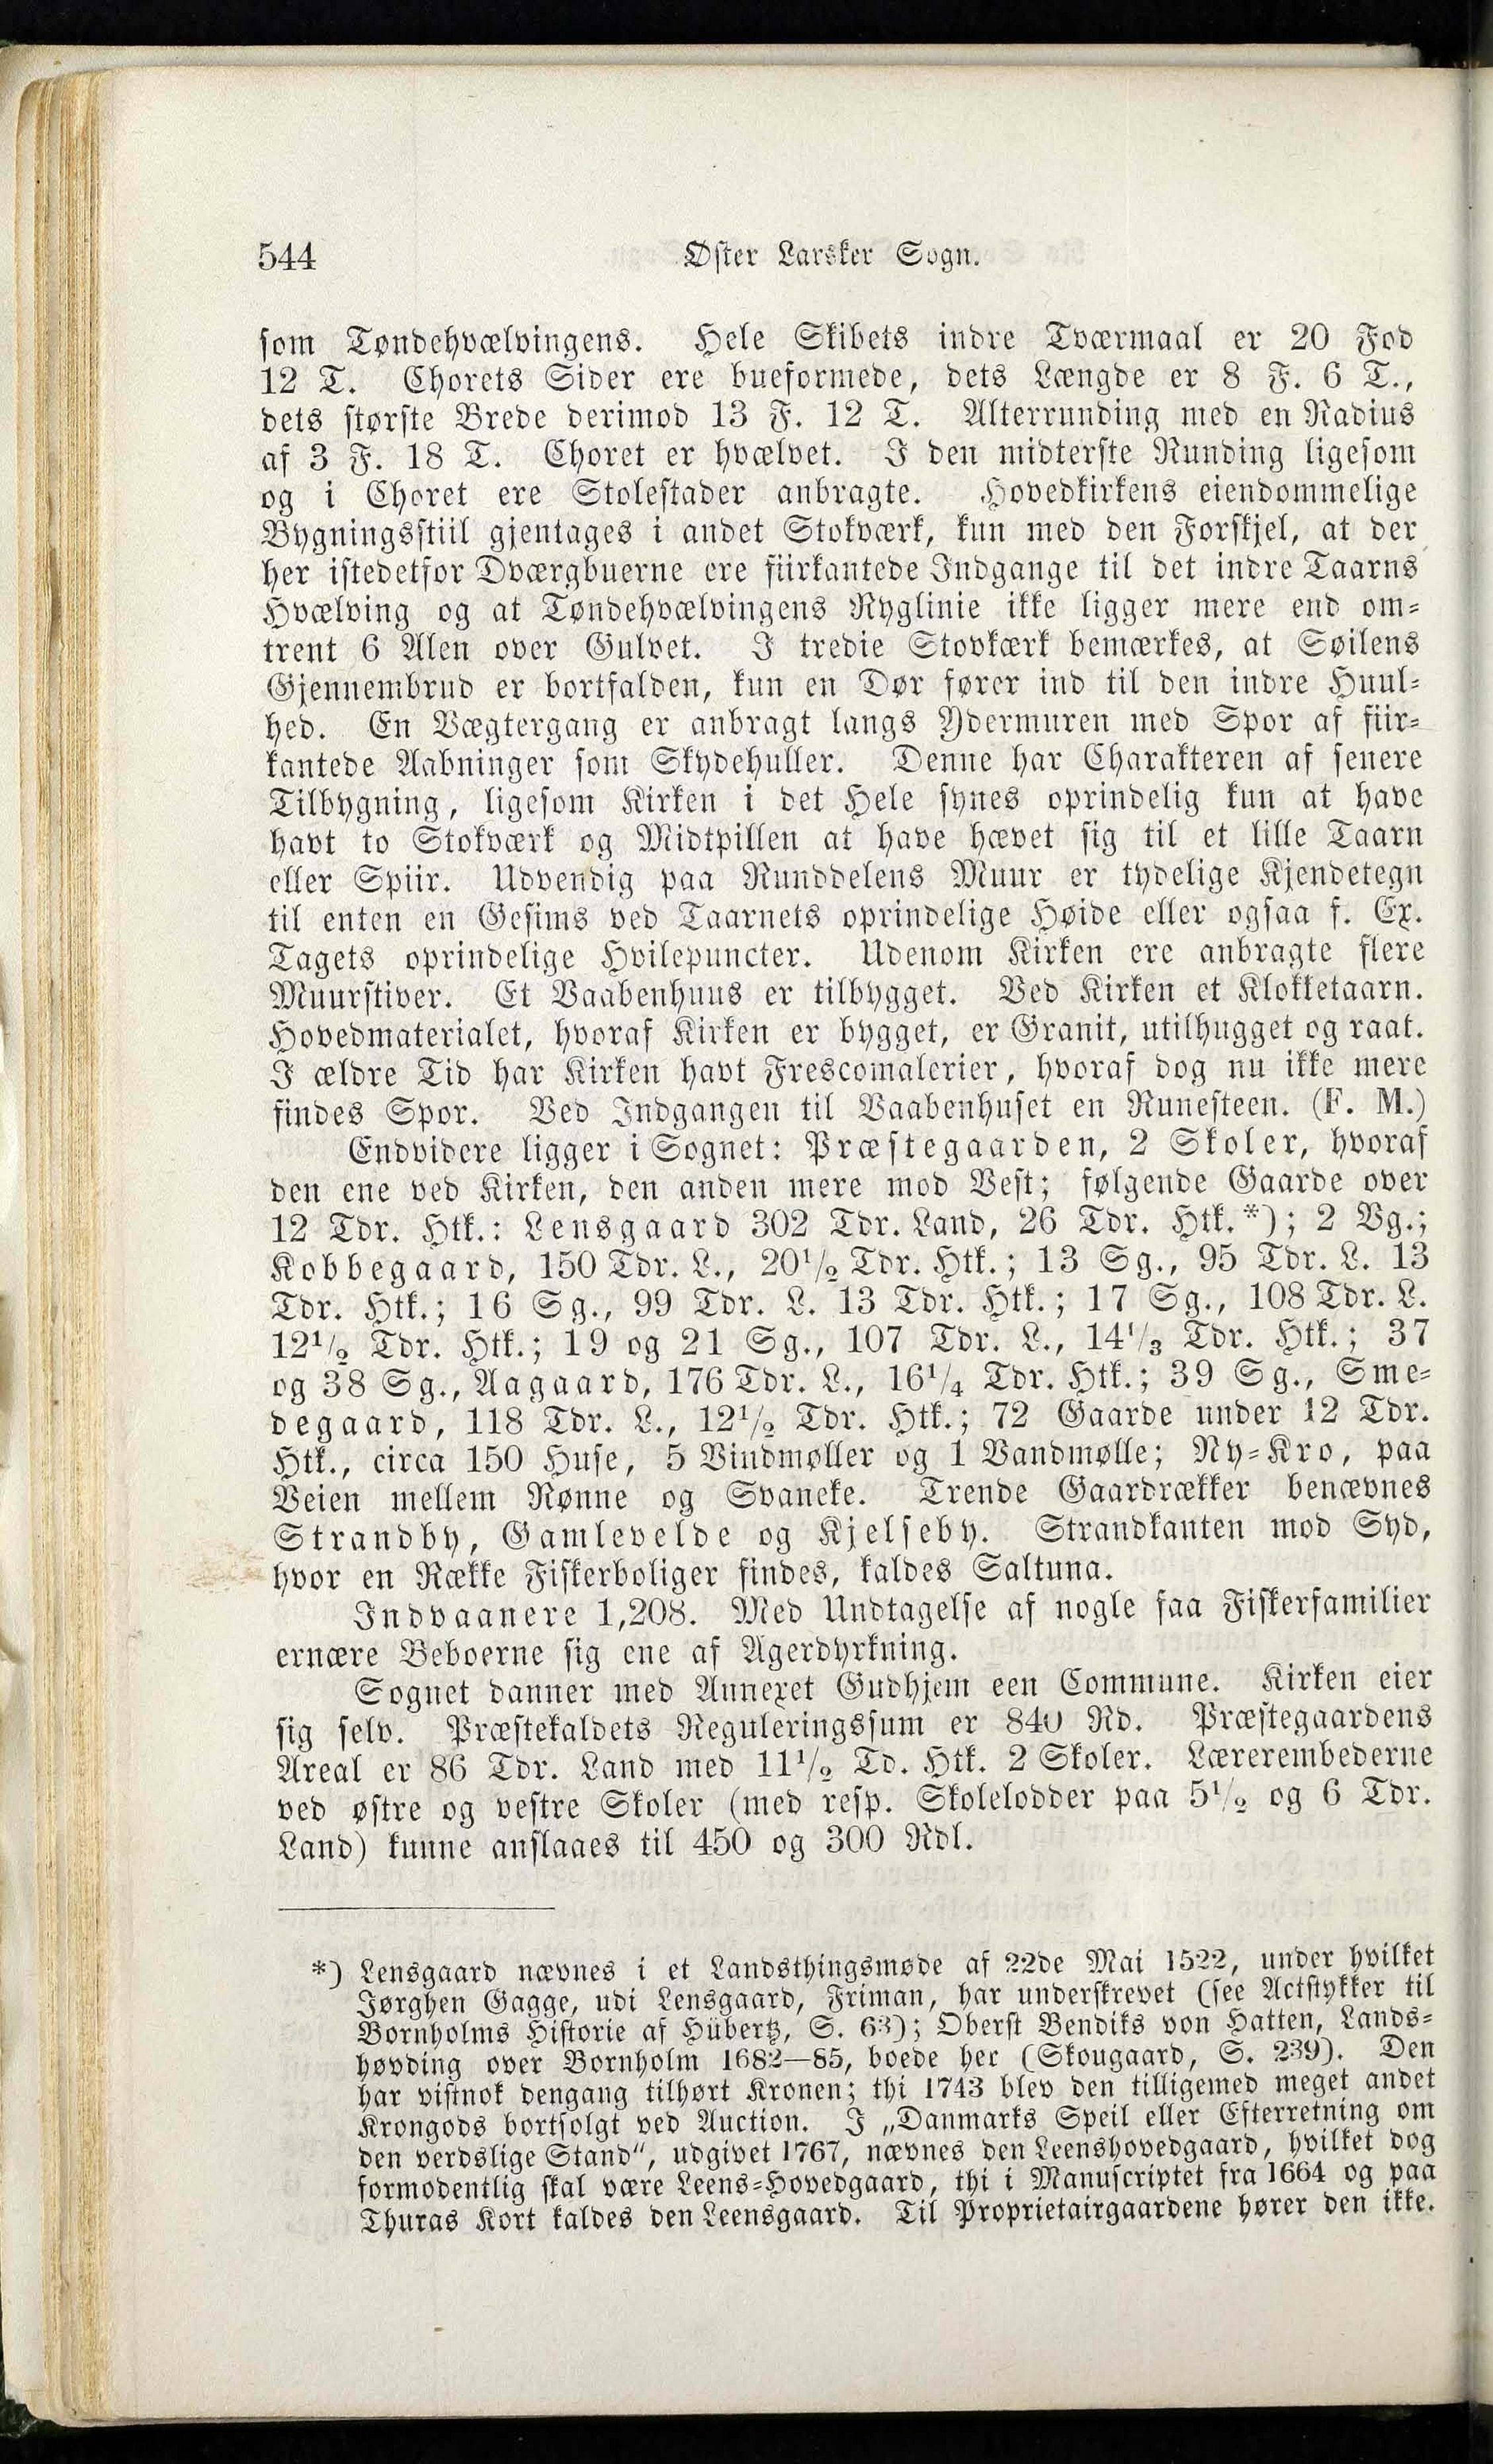 544 Øster Larsker Sogn.
som Tøndehvælvingens. Hele Skibets indre Tværmaal er 20 Fod
12 T. Chorets Sider ere bueformede, dets Længde er 8 F. 6 T.,
dets største Brede derimod 13 F. 12 T. Alterrunding med en Radius
af 3 F. 18 T. Choret er hvælvet. I den midterste Runding ligesom
og i Choret ere Stolestader anbragte. Hovedkirkens eiendommelige
Bygningsstiil gjentages i andet Stokværk, kun med den Forskjel, at der
her istedetfor Dværgbuerne ere fiirkantede Indgange til det indre Taarns
Hvælving og at Tøndehvælvingens Ryglinie ikke ligger mere end om-
trent 6 Alen over Gulvet. I tredie Stovkærk bemærkes, at Søilens
Gjennembrud er bortfalden, kun en Dør fører ind til den indre Huul-
hed. En Vægtergang er anbragt langs Ydermuren med Spor af fiir-
kantede Aabninger som Skydehuller. Denne har Charakteren af senere
Tilbygning, ligesom Kirken i det Hele synes oprindelig kun at have
havt to Stokværk og Midtpillen at have hævet sig til et lille Taarn
eller Spiir. Udvendig paa Runddelens Muur er tydelige Kjendetegn
til enten en Gesims ved Taarnets oprindelige Høide eller ogsaa f. Ex.
Tagets oprindelige Hvilepuncter. Udenom Kirken ere anbragte flere
Muurstiver. Et Vaabenhuus er tilbygget. Ved Kirken et Klokketaarn.
Hovedmaterialet, hvoraf Kirken er bygget, er Granit, utilhugget og raat.
I ældre Tid har Kirken havt Frescomalerier, hvoraf dog nu ikke mere
findes Spor. Ved Indgangen til Vaabenhuset en Runesteen. (F. M.)
Endvidere ligger i Sognet: Præstegaarden, 2 Skoler, hvoraf
den ene ved Kirken, den anden mere mod Vest; følgende Gaarde over
12 Tdr. Htk.: Lensgaard 302 Tdr. Land, 26 Tdr. Htk.*); 2 Vg.;
Kobbegaard, 150 Tdr. L., 20½ Tdr. Htk.; 13 Sg., 95 Tdr. L. 13
Tdr. Htk.; 16 Sg., 99 Tdr. L. 13 Tdr. Htk.; 17 Sg., 108 Tdr. L.
12½ Tdr. Htk.; 19 og 21 Sg., 107 Tdr. L., 14⅓ Tdr. Htk.; 37
og 38 Sg., Aagaard, 176 Tdr. L., 16¼ Tdr. Htk.; 39 Sg., Sme-
degaard, 118 Tdr. L., 12½ Tdr. Htk.; 72 Gaarde under 12 Tdr.
Htk., circa 150 Huse, 5 Vindmøller og 1 Vandmølle; Ny-Kro, paa
Veien mellem Rønne og Svaneke. Trende Gaardrækker benævnes
Strandby, Gamlevelde og Kjelseby. Strandkanten mod Syd,
hvor en Række Fiskerboliger findes, kaldes Saltuna.
Indvaanere 1,208. Med Undtagelse af nogle faa Fiskerfamilier
ernære Beboerne sig ene af Agerdyrkning.
Sognet danner med Annexet Gudhjem een Commune. Kirken eier
sig selv. Præstekaldets Reguleringssum er 840 Rd. Præstegaardens
Areal er 86 Tdr. Land med 11½ Td. Htk. 2 Skoler. Lærerembederne
ved østre og vestre Skoler (med resp. Skolelodder paa 5½ og 6 Tdr.
Land) kunne anslaaes til 450 og 300 Rdl.
*) Lensgaard nævnes i et Landsthingsmøde af 22de Mai 1522, under hvilket
Jørghen Gagge, udi Lensgaard, Friman, har underskrevet (see Actstykker til
Bornholms Historie af Hübertz, S. 63); Oberst Bendiks von Hatten, Lands-
høvding over Bornholm 1682—85, boede her (Skougaard, S. 239). Den
har vistnok dengang tilhørt Kronen; thi 1743 blev den tilligemed meget andet
Krongods bortsolgt ved Auction. I „Danmarks Speil eller Efterretning om
den verdslige Stand“, udgivet 1767, nævnes den Leenshovedgaard, hvilket dog
formodentlig skal være Leens-Hovedgaard, thi i Manuscriptet fra 1664 og paa
Thuras Kort kaldes den Leensgaard. Til Proprietairgaardene hører den ikke.